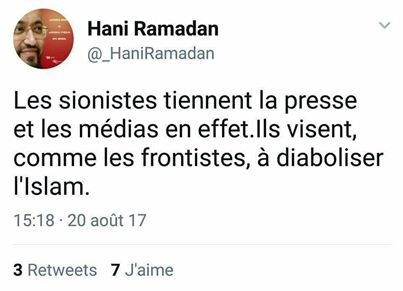 Hani Ramadan
@_HaniRamadan
Les sionistes tiennent la presse
et les médias en effet.Ils visent,
comme les frontistes, à diaboliser
l'Islam.
15:18 · 20 août 17
3 Retweets 7 J'aime